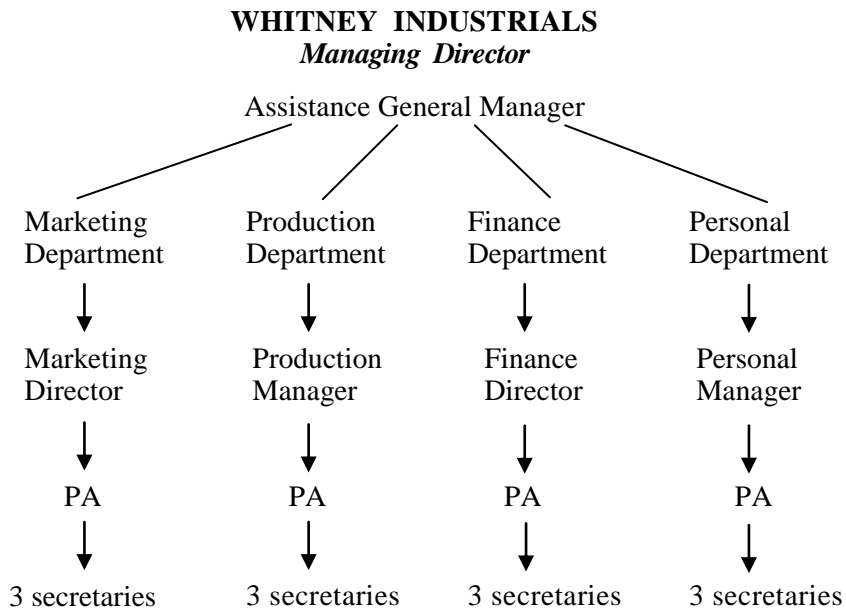 WHITNEY INDUSTRIALS
Managing Director
Assistance General Manager
Marketing Department
Production Department
Finance Department
Personal Department
Marketing Director
Production Manager
Finance Director
Personal Manager
PA
PA
PA
PA
3 secretaries
3 secretaries
3 secretaries
3 secretaries